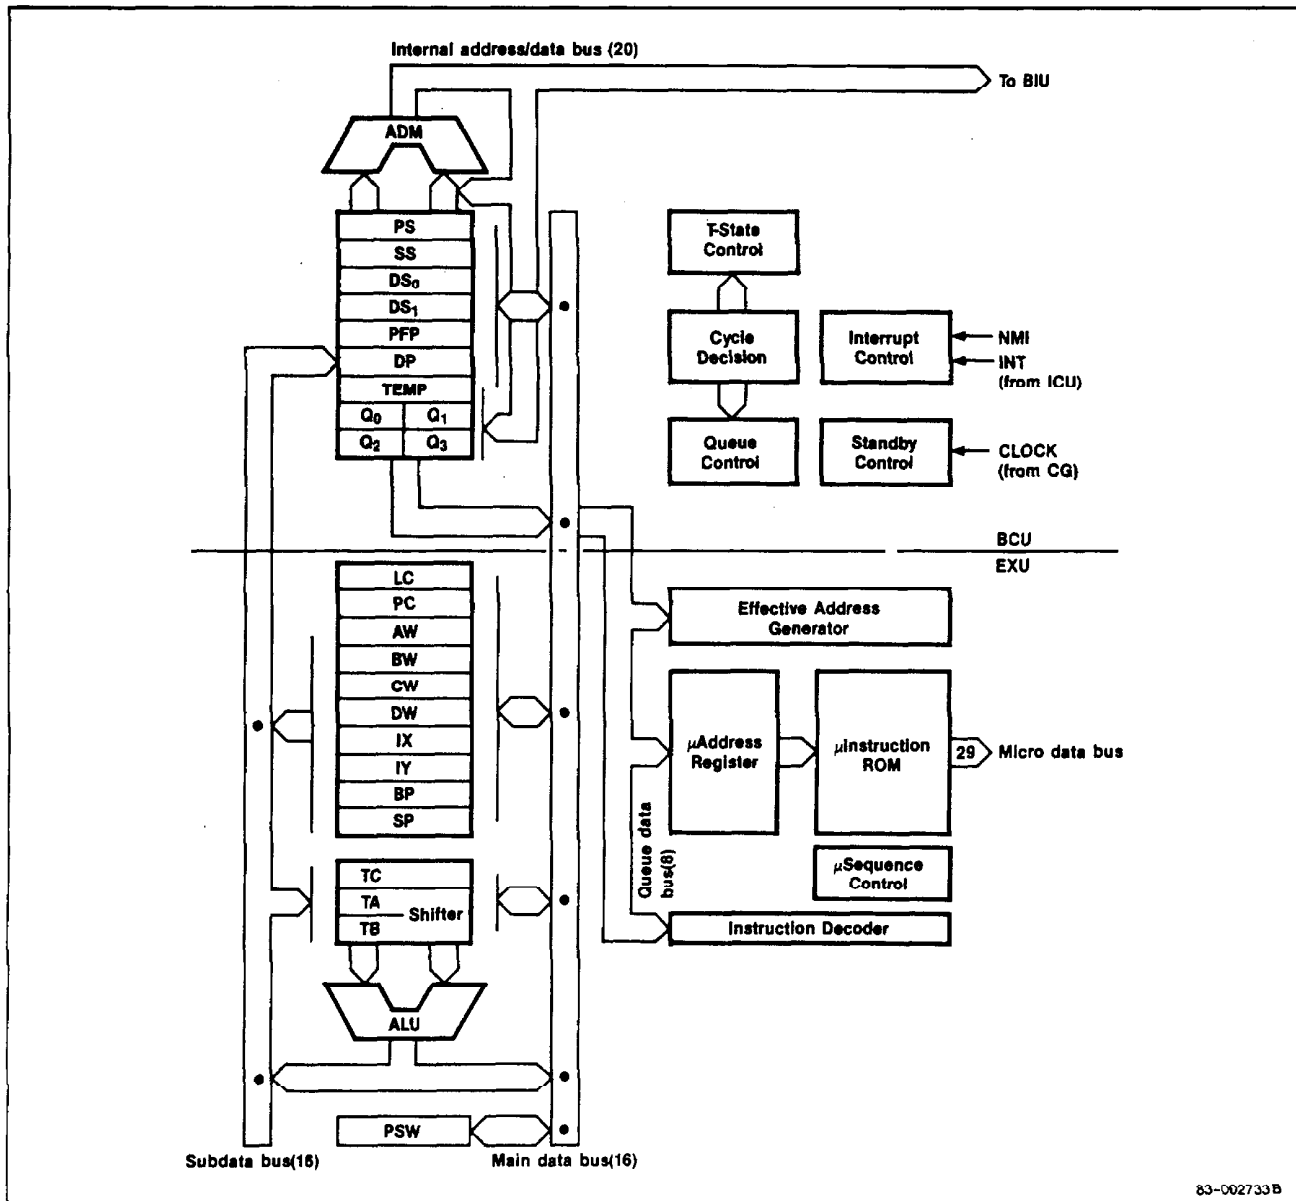 Internal address/data bus (20)
To BIU
ADM
PS
SS
DS0
DS1
PFP
DP
TEMP
Q0 Q1
Q2 Q3
T-State
Control
Cycle
Decision
Interrupt
Control
NMI
INT
(from ICU)
Queue
Control
Standby
Control
CLOCK
(from CG)
BCU
EXU
LC
PC
AW
BW
CW
DW
IX
IY
BP
SP
Effective Address
Generator
μAddress
Register
μInstruction
ROM
29
Micro data bus
Queue data
bus(8)
μSequence
Control
Instruction Decoder
TC
TA
TB
Shifter
ALU
PSW
Subdata bus(16)
Main data bus(16)
83-002733B